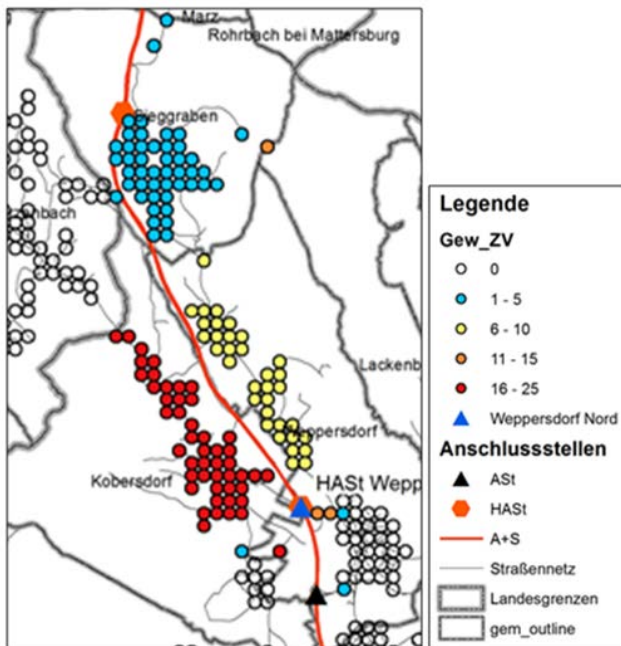 Marz
Rohrbach bei Mattersburg
Sieggraben
Kobersdorf
HASt Wepp
Lackenb
Legende
Gew_ZV
0
1 - 5
6 - 10
11 - 15
16 - 25
Weppersdorf Nord
Anschlussstellen
ASt
HASt
A+S
Straßennetz
Landesgrenzen
gem_outline